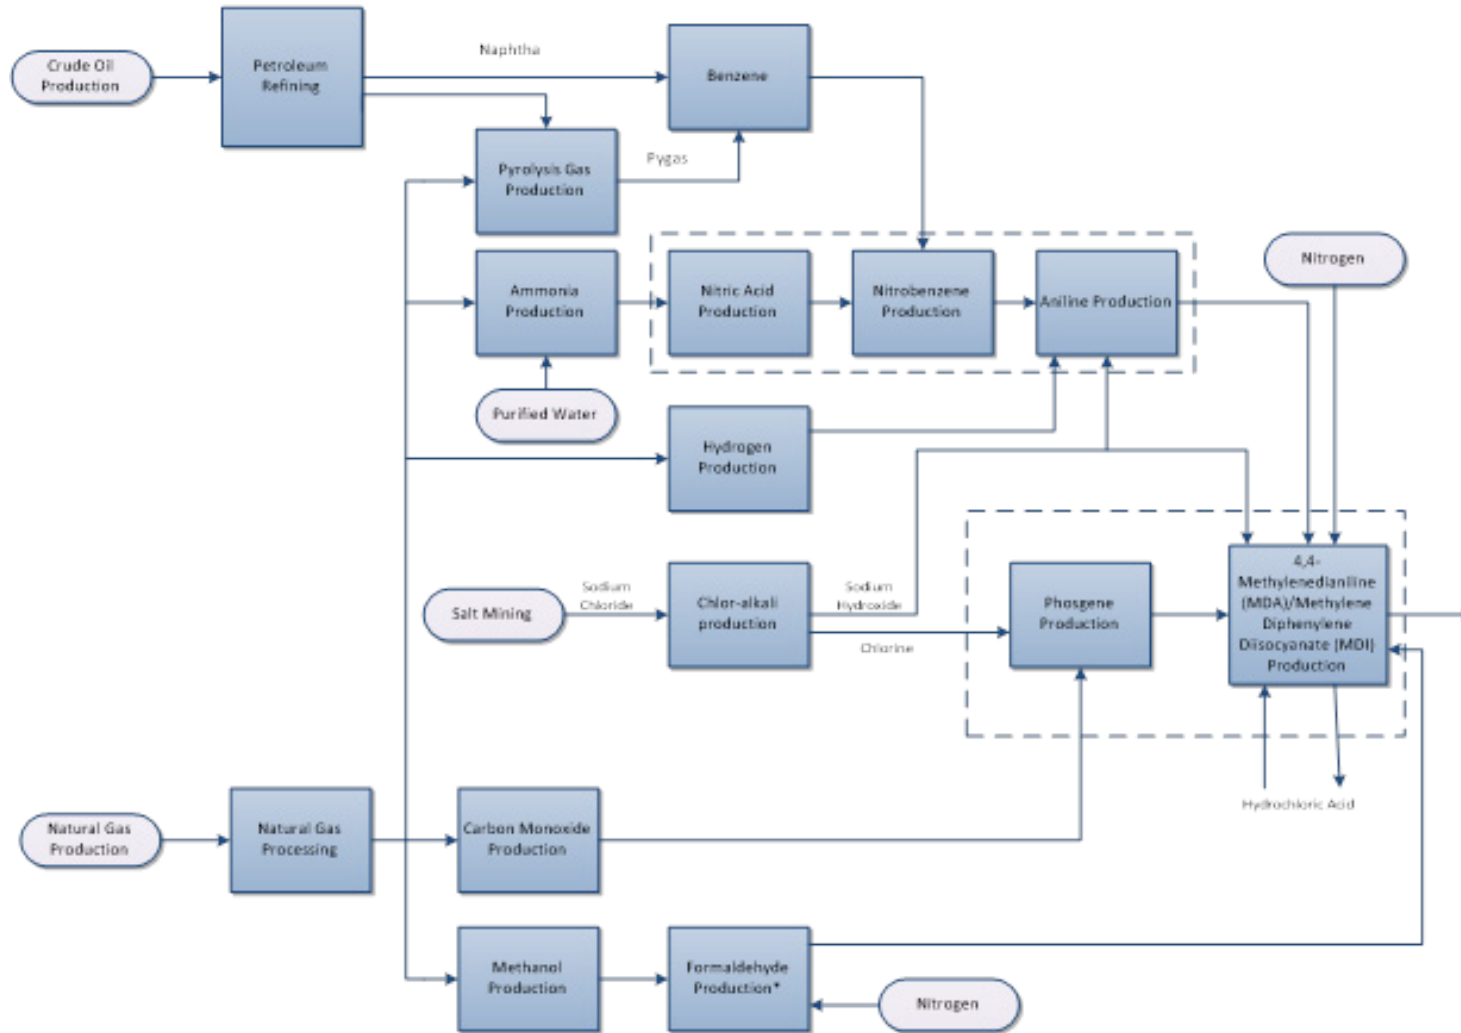 Naphtha
Crude Oil
Production
Petroleum
Refining
Benzene
Pyrolysis Gas
Production
Pygas
Ammonia
Production
Nitric Acid
Production
Nitrobenzene
Production
Aniline Production
Nitrogen
Purified Water
Hydrogen
Production
Salt Mining
Sodium
Chloride
Chlor-alkali
production
Sodium
Hydroxide
Chlorine
Phosgene
Production
4,4-
Methylenedianiline
(MDA)/Methylene
Diphenylene
Diisocyanate (MDI)
Production
Hydrochloric Acid
Natural Gas
Production
Natural Gas
Processing
Carbon Monoxide
Production
Methanol
Production
Formaldehyde
Production*
Nitrogen